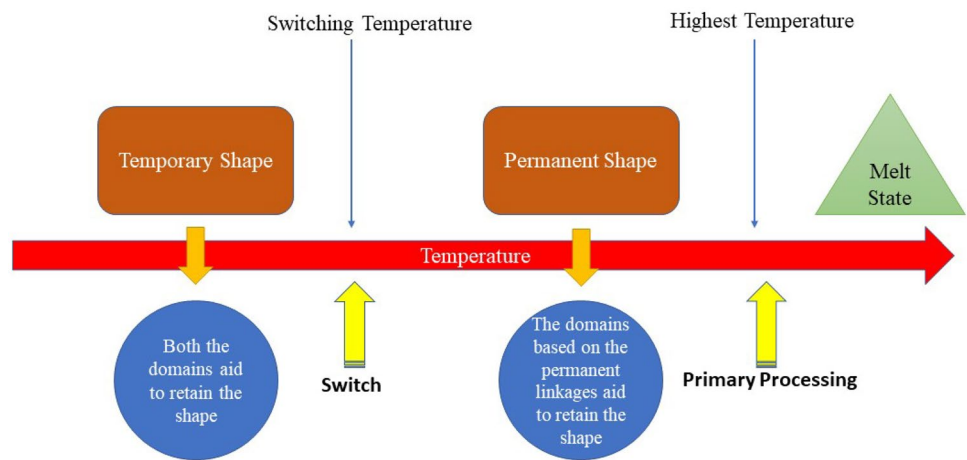 Switching Temperature
Highest Temperature
Temporary Shape
Permanent Shape
Melt
State
Temperature
Both the
domains aid
to retain the
shape
Switch
The domains
based on the
permanent
linkages aid
to retain the
shape
Primary Processing